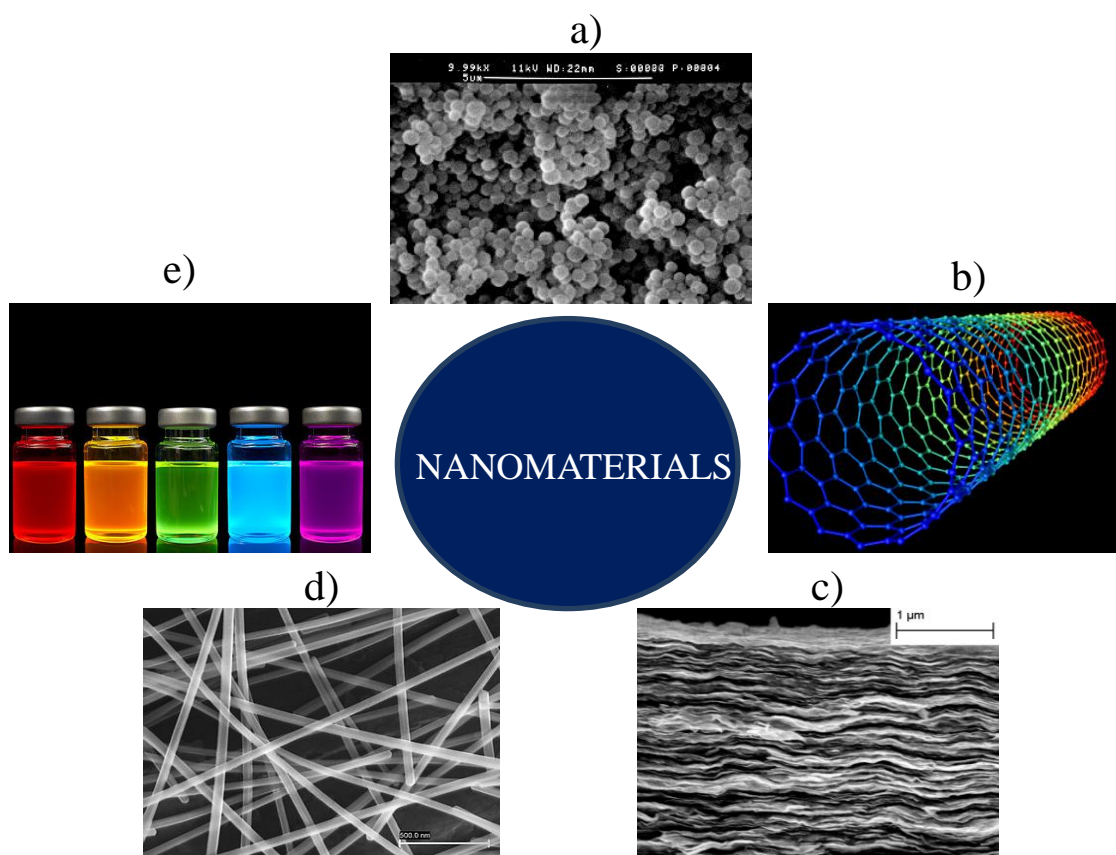 a)
9.99kX 11kV WD:22mm S:00000 P:00004
5um
e)
b)
NANOMATERIALS
d)
c)
1 µm
500.0 nm